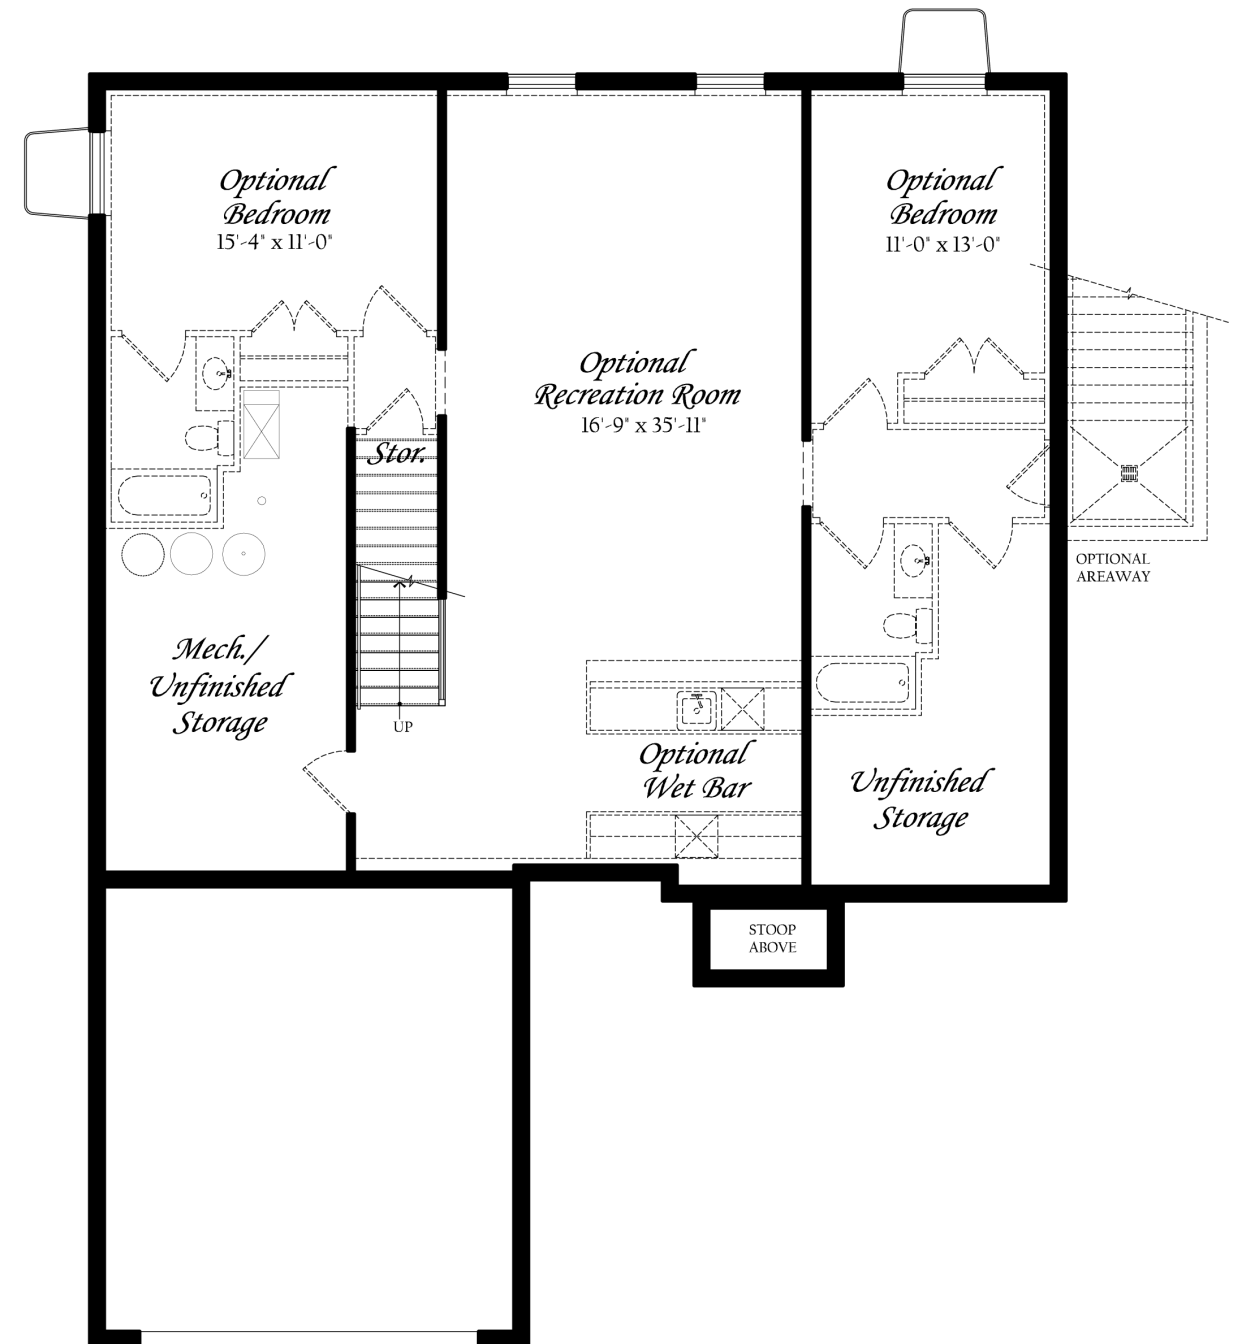 Optional
Bedroom
15'-4" x 11'-0"
Optional
Bedroom
11'-0" x 13'-0"
Optional
Recreation Room
16'-9" x 35'-11"
Stor.
OPTIONAL
AREAWAY
Mech./
Unfinished
Storage
UP
Optional
Wet Bar
Unfinished
Storage
STOOP
ABOVE